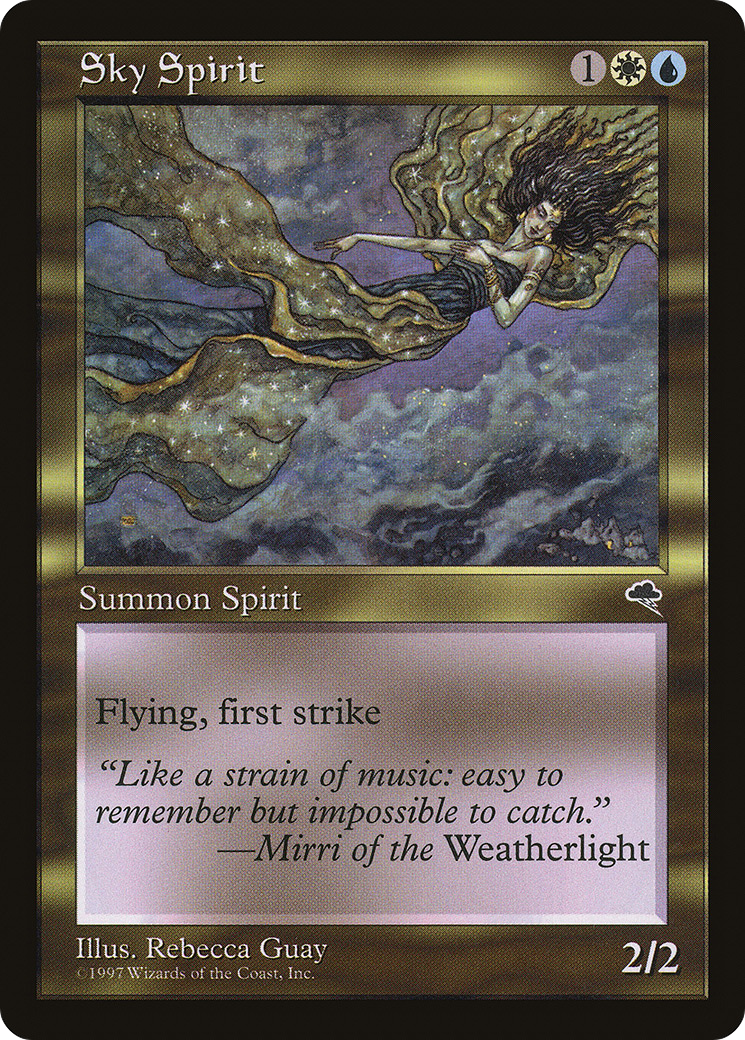 Sky Spirit
1
Summon Spirit
Flying, first strike
“Like a strain of music: easy to
remember but impossible to catch.”
—Mirri of the Weatherlight
Illus. Rebecca Guay
©1997 Wizards of the Coast, Inc.
2/2